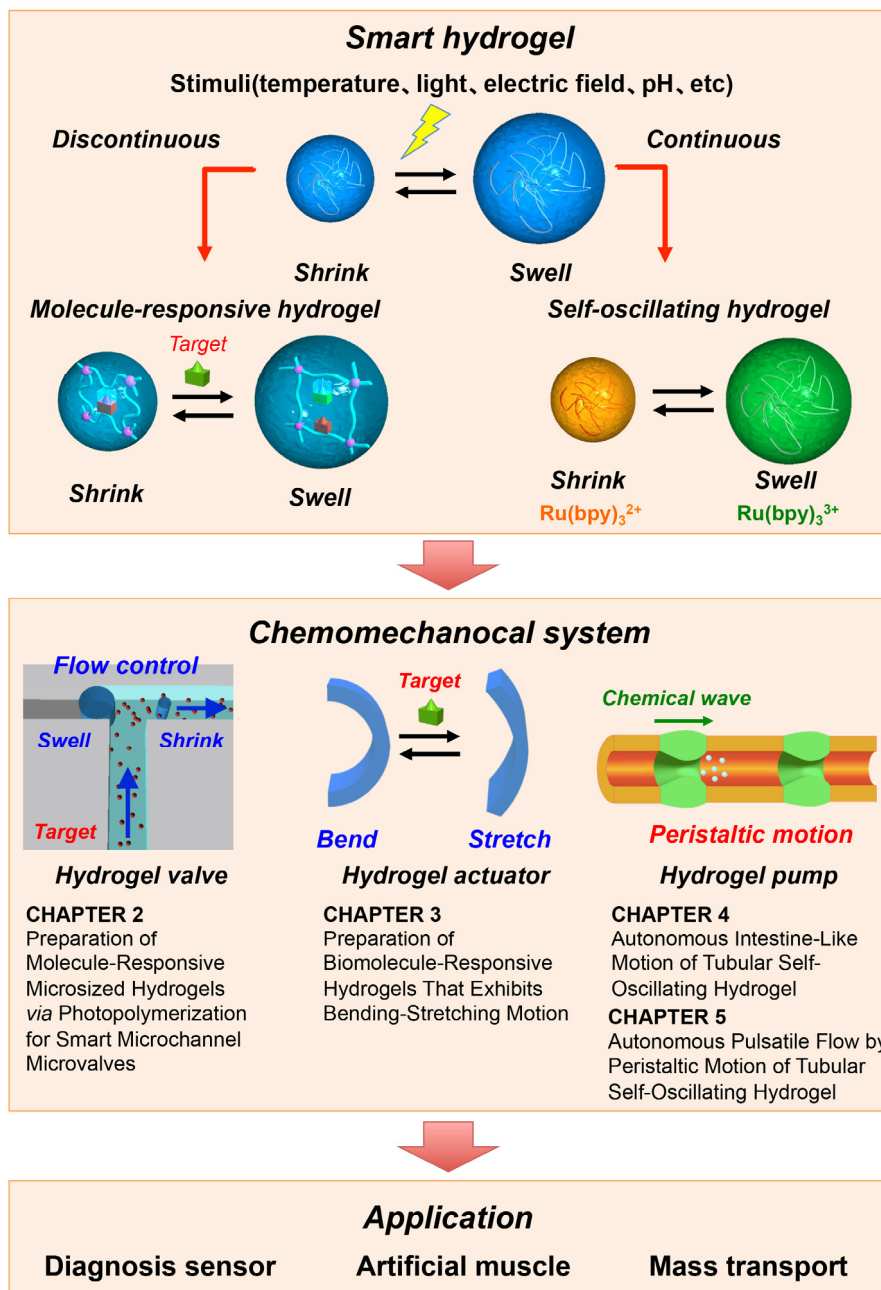 Smart hydrogel
Stimuli(temperature、light、electric field、pH、etc)
Discontinuous
Continuous
Shrink
Swell
Molecule-responsive hydrogel
Target
Shrink
Swell
Self-oscillating hydrogel
Shrink
Swell
Ru(bpy)₃²⁺
Ru(bpy)₃³⁺
Chemomechanocal system
Flow control
Swell
Shrink
Target
Hydrogel valve
CHAPTER 2
Preparation of
Molecule-Responsive
Microsized Hydrogels
via Photopolymerization
for Smart Microchannel
Microvalves
Target
Bend
Stretch
Hydrogel actuator
CHAPTER 3
Preparation of
Biomolecule-Responsive
Hydrogels That Exhibits
Bending-Stretching Motion
Chemical wave
Peristaltic motion
Hydrogel pump
CHAPTER 4
Autonomous Intestine-Like
Motion of Tubular Self-
Oscillating Hydrogel
CHAPTER 5
Autonomous Pulsatile Flow by
Peristaltic Motion of Tubular
Self-Oscillating Hydrogel
Application
Diagnosis sensor
Artificial muscle
Mass transport